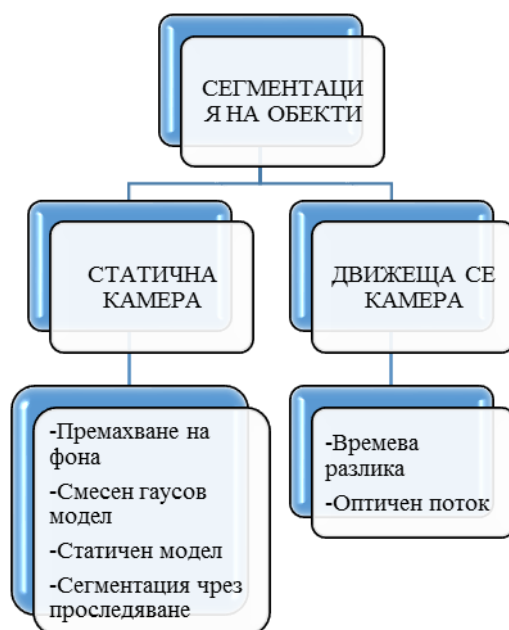 СЕГМЕНТАЦИ
Я НА ОБЕКТИ
СТАТИЧНА
КАМЕРА
ДВИЖЕЩА СЕ
КАМЕРА
-Премахване на
фона
-Смесен гаусов
модел
-Статичен модел
-Сегментация чрез
проследяване
-Времева
разлика
-Оптичен поток